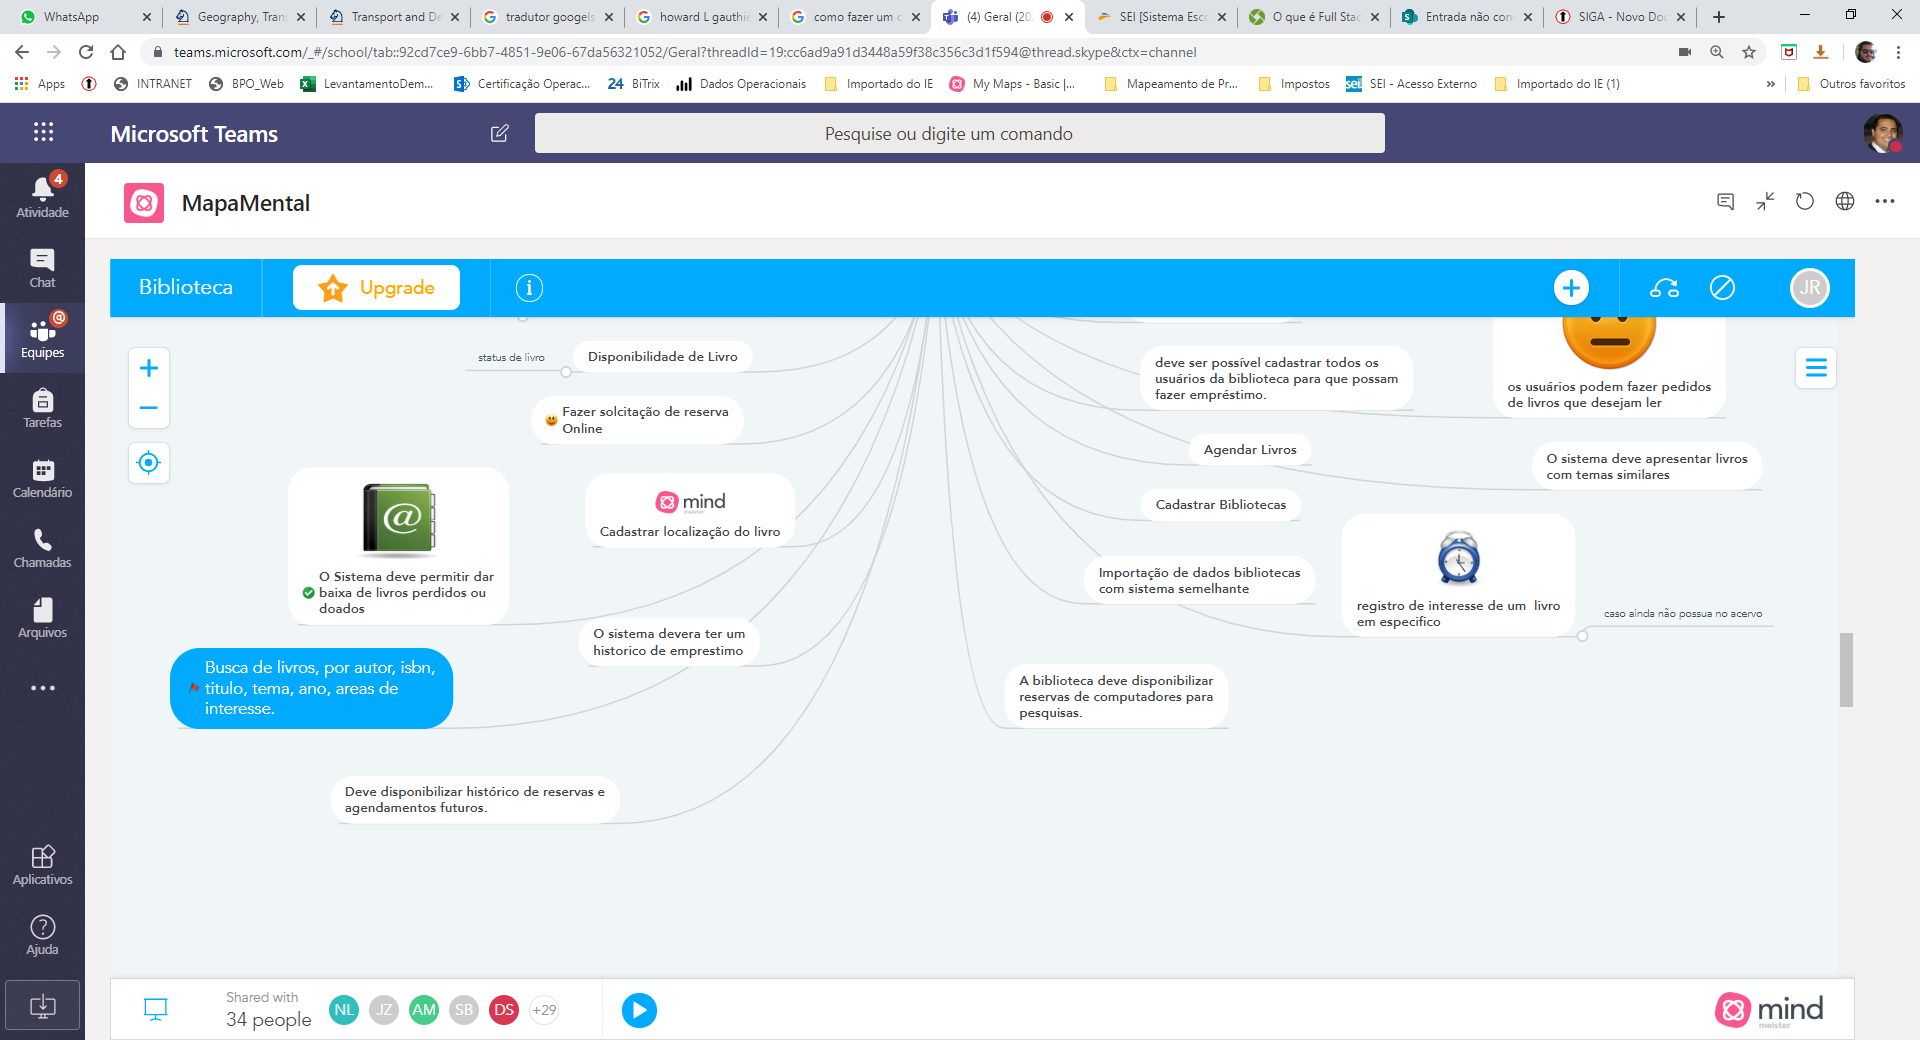 WhatsApp
Geography, Trans
Transport and De
tradutor googels
howard L gauthie
como fazer um c
(4) Geral (20
SEI [Sistema Esco
O que é Full Stac
Entrada não con
SIGA - Novo Doc
teams.microsoft.com/_#/school/tab::92cd7ce9-6bb7-4851-9e06-67da56321052/Geral?threadId=19:cc6ad9a91d3448a59f38c356c3d1f594@thread.skype&ctx=channel
Apps
INTRANET
BPO_Web
LevantamentoDem...
Certificação Operac...
24 BiTrix
Dados Operacionais
Importado do IE
My Maps - Basic |...
Mapeamento de Pr...
Impostos
sei SEI - Acesso Externo
Importado do IE (1)
»
Outros favoritos
Microsoft Teams
Pesquise ou digite um comando
4
Atividade
Chat
@
Equipes
Tarefas
Calendário
Chamadas
Arquivos
Aplicativos
Ajuda
MapaMental
Biblioteca
Upgrade
JR
status de livro
Disponibilidade de Livro
Fazer solcitação de reserva
Online
mind
meister
Cadastrar localização do livro
O Sistema deve permitir dar
baixa de livros perdidos ou
doados
O sistema devera ter um
historico de emprestimo
Busca de livros, por autor, isbn,
titulo, tema, ano, areas de
interesse.
Deve disponibilizar histórico de reservas e
agendamentos futuros.
deve ser possível cadastrar todos os
usuários da biblioteca para que possam
fazer empréstimo.
os usuários podem fazer pedidos
de livros que desejam ler
Agendar Livros
O sistema deve apresentar livros
com temas similares
Cadastrar Bibliotecas
Importação de dados bibliotecas
com sistema semelhante
registro de interesse de um livro
em especifico
caso ainda não possua no acervo
A biblioteca deve disponibilizar
reservas de computadores para
pesquisas.
Shared with
34 people
NL
JZ
AM
SB
DS
+29
mind
meister